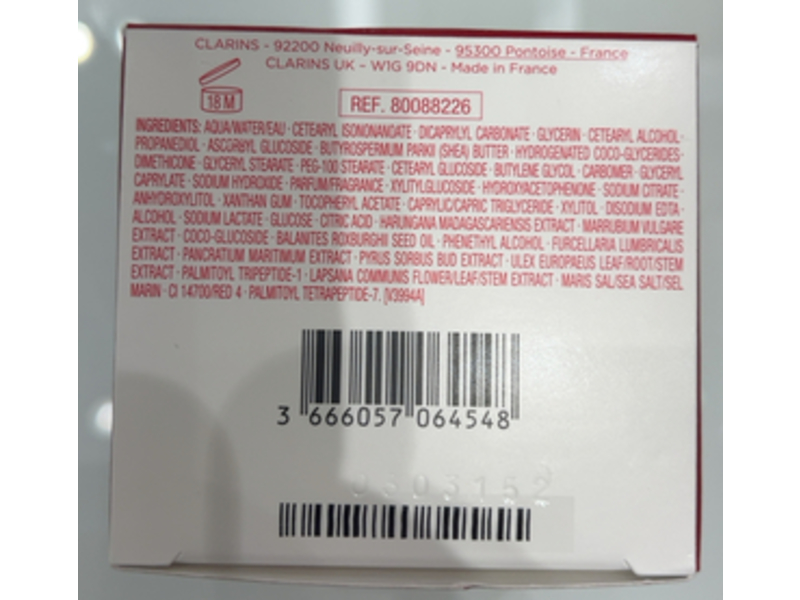 CLARINS - 92200 Neuilly-sur-Seine - 95300 Pontoise - France
CLARINS UK - W1G 9DN - Made in France
18 M
REF. 80088226
INGREDIENTS: AQUA/WATER/EAU · CETEARYL ISONONANOATE · DICAPRYLYL CARBONATE · GLYCERIN · CETEARYL ALCOHOL ·
PROPANEDIOL · ASCORBYL GLUCOSIDE · BUTYROSPERMUM PARKII (SHEA) BUTTER · HYDROGENATED COCO-GLYCERIDES ·
DIMETHICONE · GLYCERYL STEARATE · PEG-100 STEARATE · CETEARYL GLUCOSIDE · BUTYLENE GLYCOL · CARBOMER · GLYCERYL
CAPRYLATE · SODIUM HYDROXIDE · PARFUM/FRAGRANCE · XYLITYLGLUCOSIDE · HYDROXYACETOPHENONE · SODIUM CITRATE ·
ANHYDROXYLITOL · XANTHAN GUM · TOCOPHERYL ACETATE · CAPRYLIC/CAPRIC TRIGLYCERIDE · XYLITOL · DISODIUM EDTA ·
ALCOHOL · SODIUM LACTATE · GLUCOSE · CITRIC ACID · HARUNGANA MADAGASCARIENSIS EXTRACT · MARRUBIUM VULGARE
EXTRACT · COCO-GLUCOSIDE · BALANITES ROXBURGHII SEED OIL · PHENETHYL ALCOHOL · FURCELLARIA LUMBRICALIS
EXTRACT · PANCRATIUM MARITIMUM EXTRACT · PYRUS SORBUS BUD EXTRACT · ULEX EUROPAEUS LEAF/ROOT/STEM
EXTRACT · PALMITOYL TRIPEPTIDE-1 · LAPSANA COMMUNIS FLOWER/LEAF/STEM EXTRACT · MARIS SAL/SEA SALT/SEL
MARIN · CI 14700/RED 4 · PALMITOYL TETRAPEPTIDE-7. [V3994A]
3 666057 064548
0303152